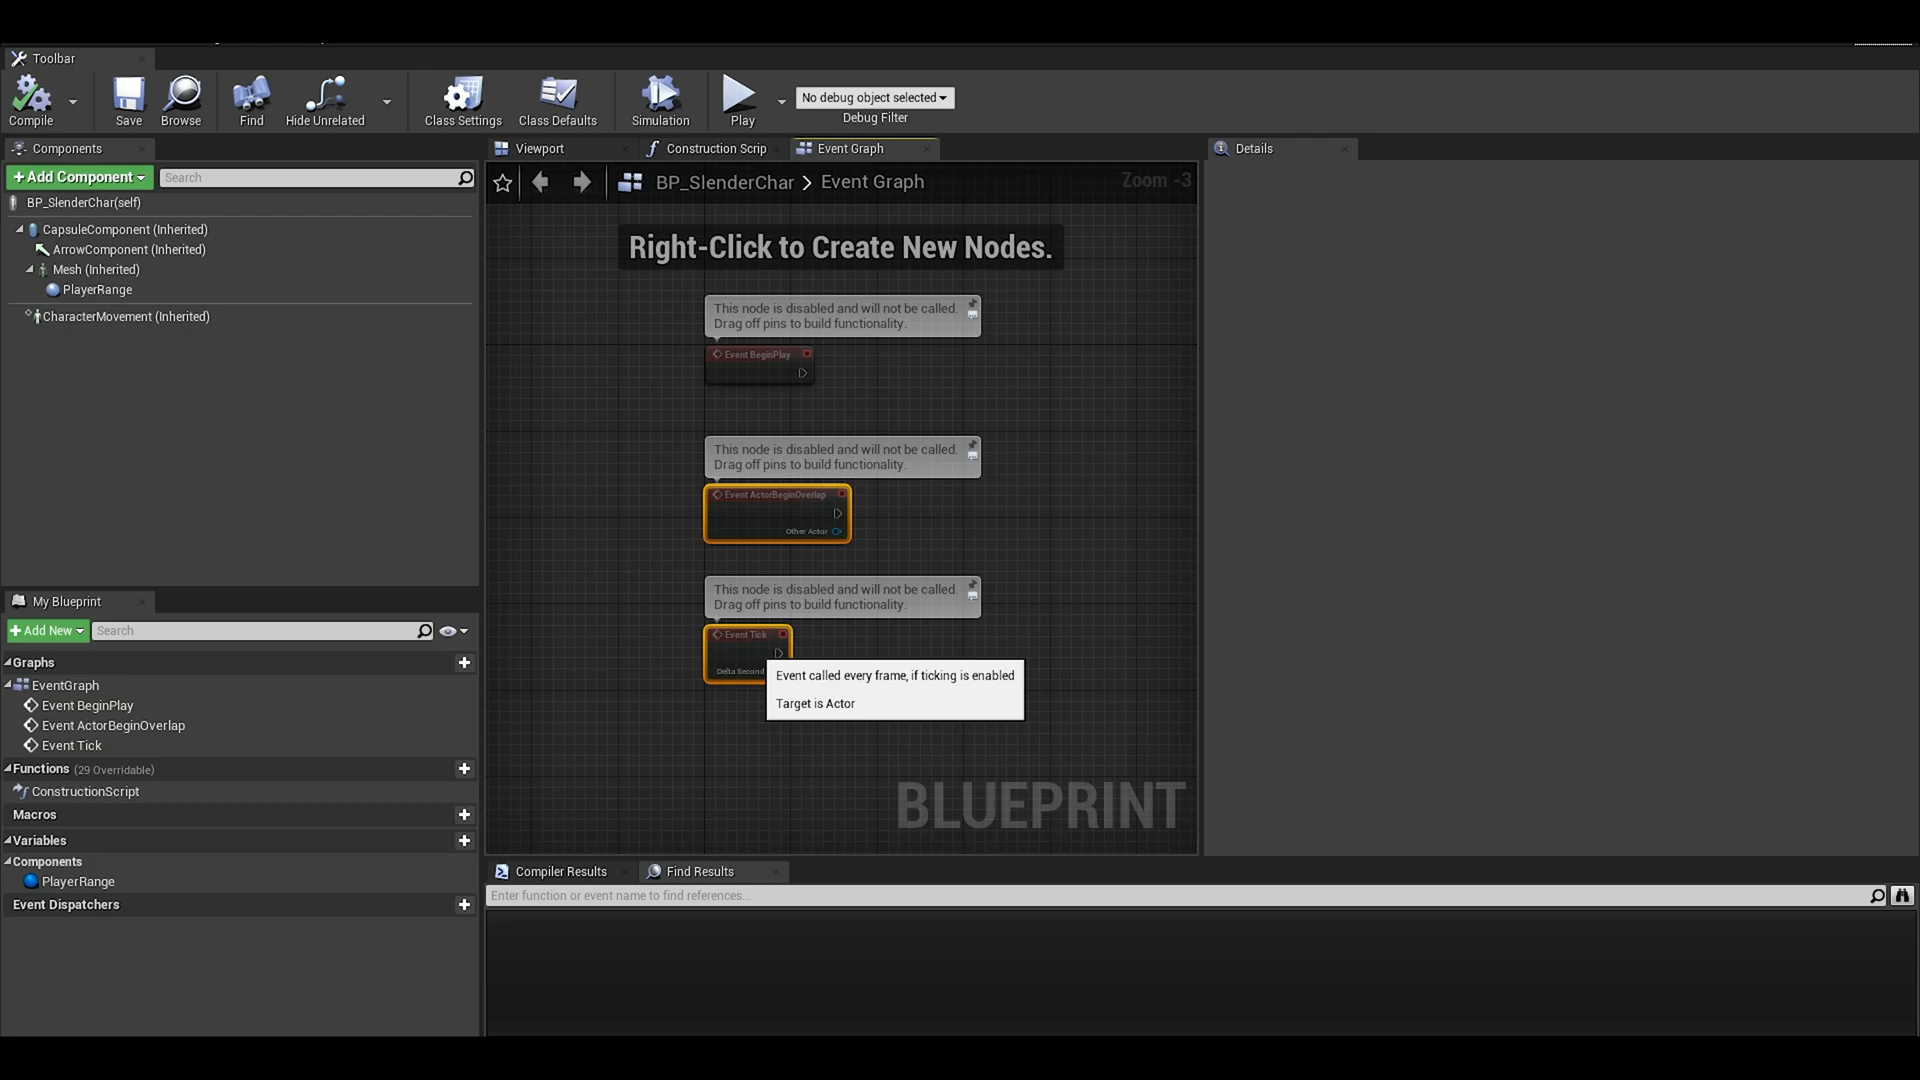 Toolbar
Compile
Save
Browse
Find
Hide Unrelated
Class Settings
Class Defaults
Simulation
Play
No debug object selected
Debug Filter
Components
Viewport
Construction Scrip
Event Graph
Details
+Add Component
Search
BP_SlenderChar > Event Graph
Zoom -3
BP_SlenderChar(self)
CapsuleComponent (Inherited)
ArrowComponent (Inherited)
Mesh (Inherited)
PlayerRange
CharacterMovement (Inherited)
Right-Click to Create New Nodes.
This node is disabled and will not be called.
Drag off pins to build functionality.
Event BeginPlay
This node is disabled and will not be called.
Drag off pins to build functionality.
Event ActorBeginOverlap
Other Actor
This node is disabled and will not be called.
Drag off pins to build functionality.
Event Tick
Delta Second
Event called every frame, if ticking is enabled
Target is Actor
BLUEPRINT
My Blueprint
+Add New
Search
Graphs
EventGraph
Event BeginPlay
Event ActorBeginOverlap
Event Tick
Functions (29 Overridable)
ConstructionScript
Macros
Variables
Components
PlayerRange
Event Dispatchers
Compiler Results
Find Results
Enter function or event name to find references...